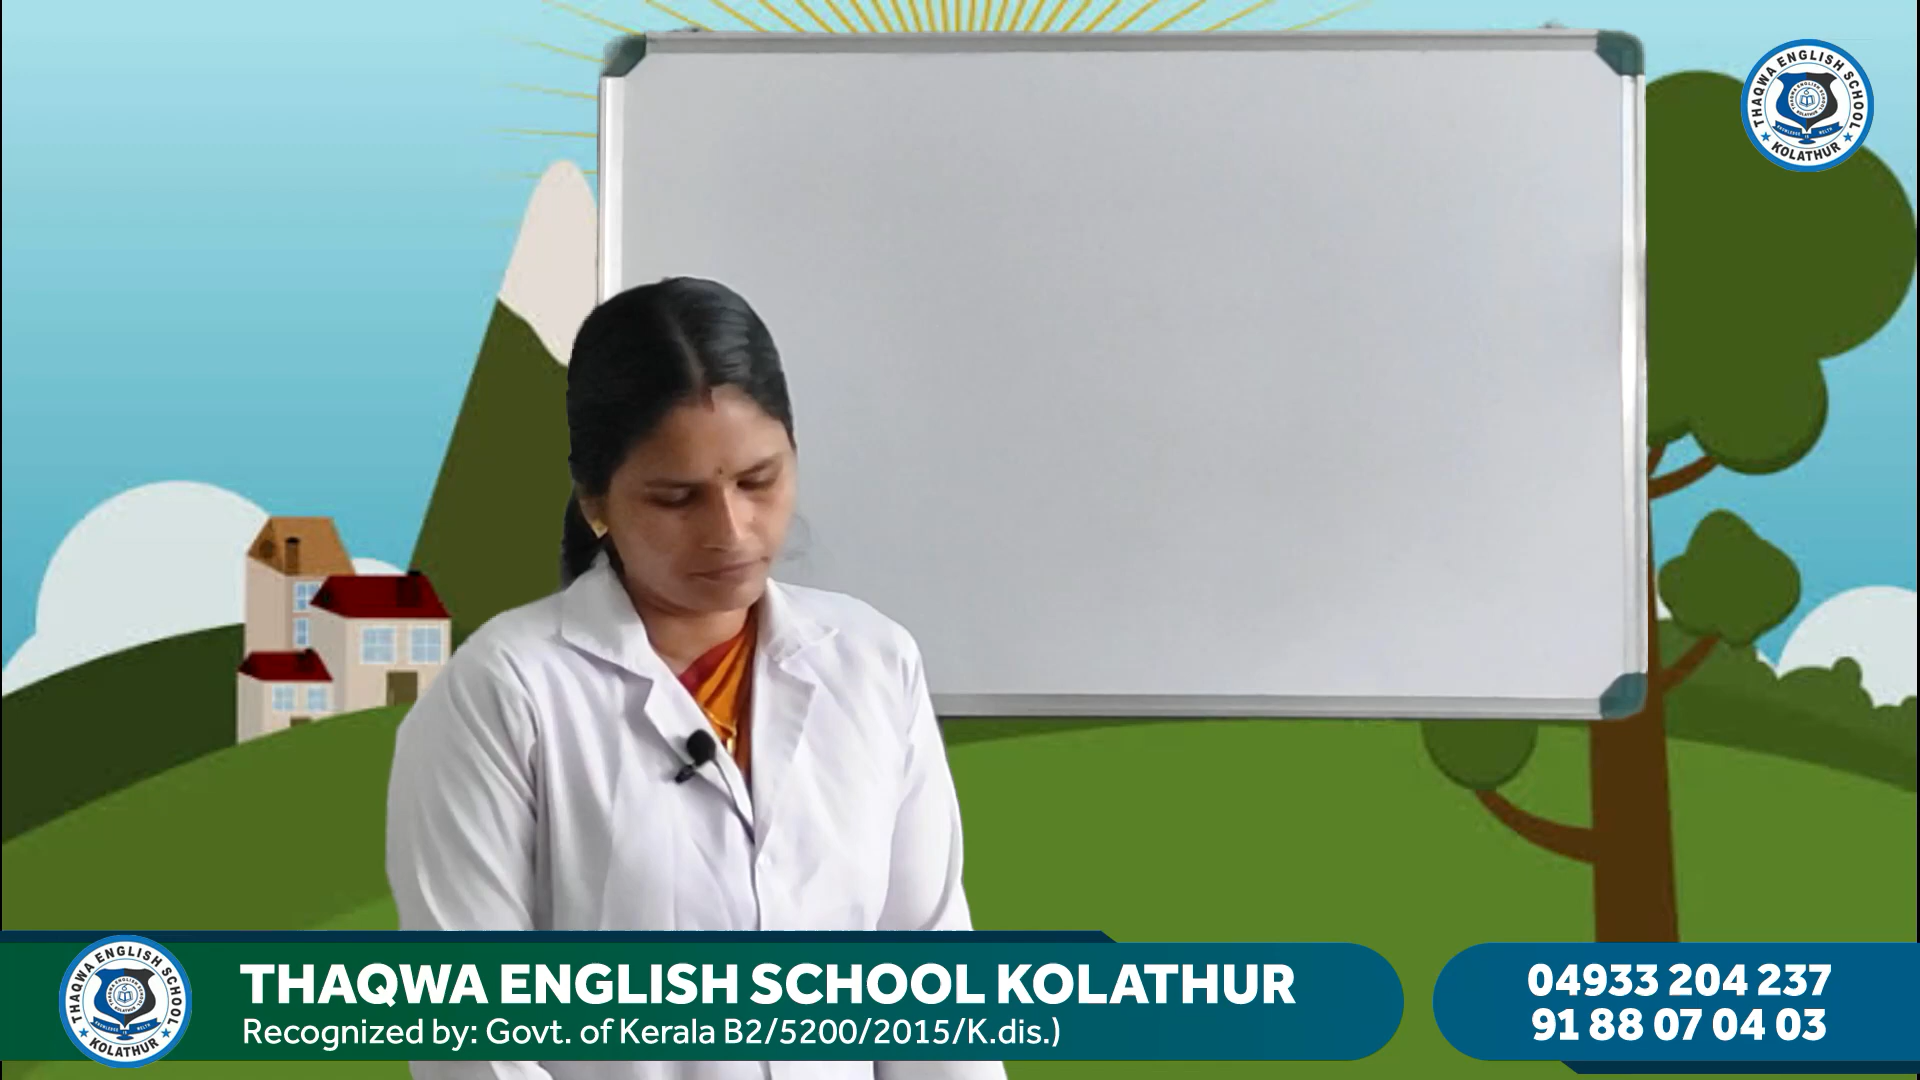 THAQWA ENGLISH SCHOOL
KOLATHUR
THAQWA ENGLISH SCHOOL
KOLATHUR
THAQWA ENGLISH SCHOOL KOLATHUR
Recognized by: Govt. of Kerala B2/5200/2015/K.dis.)
04933 204 237
91 88 07 04 03